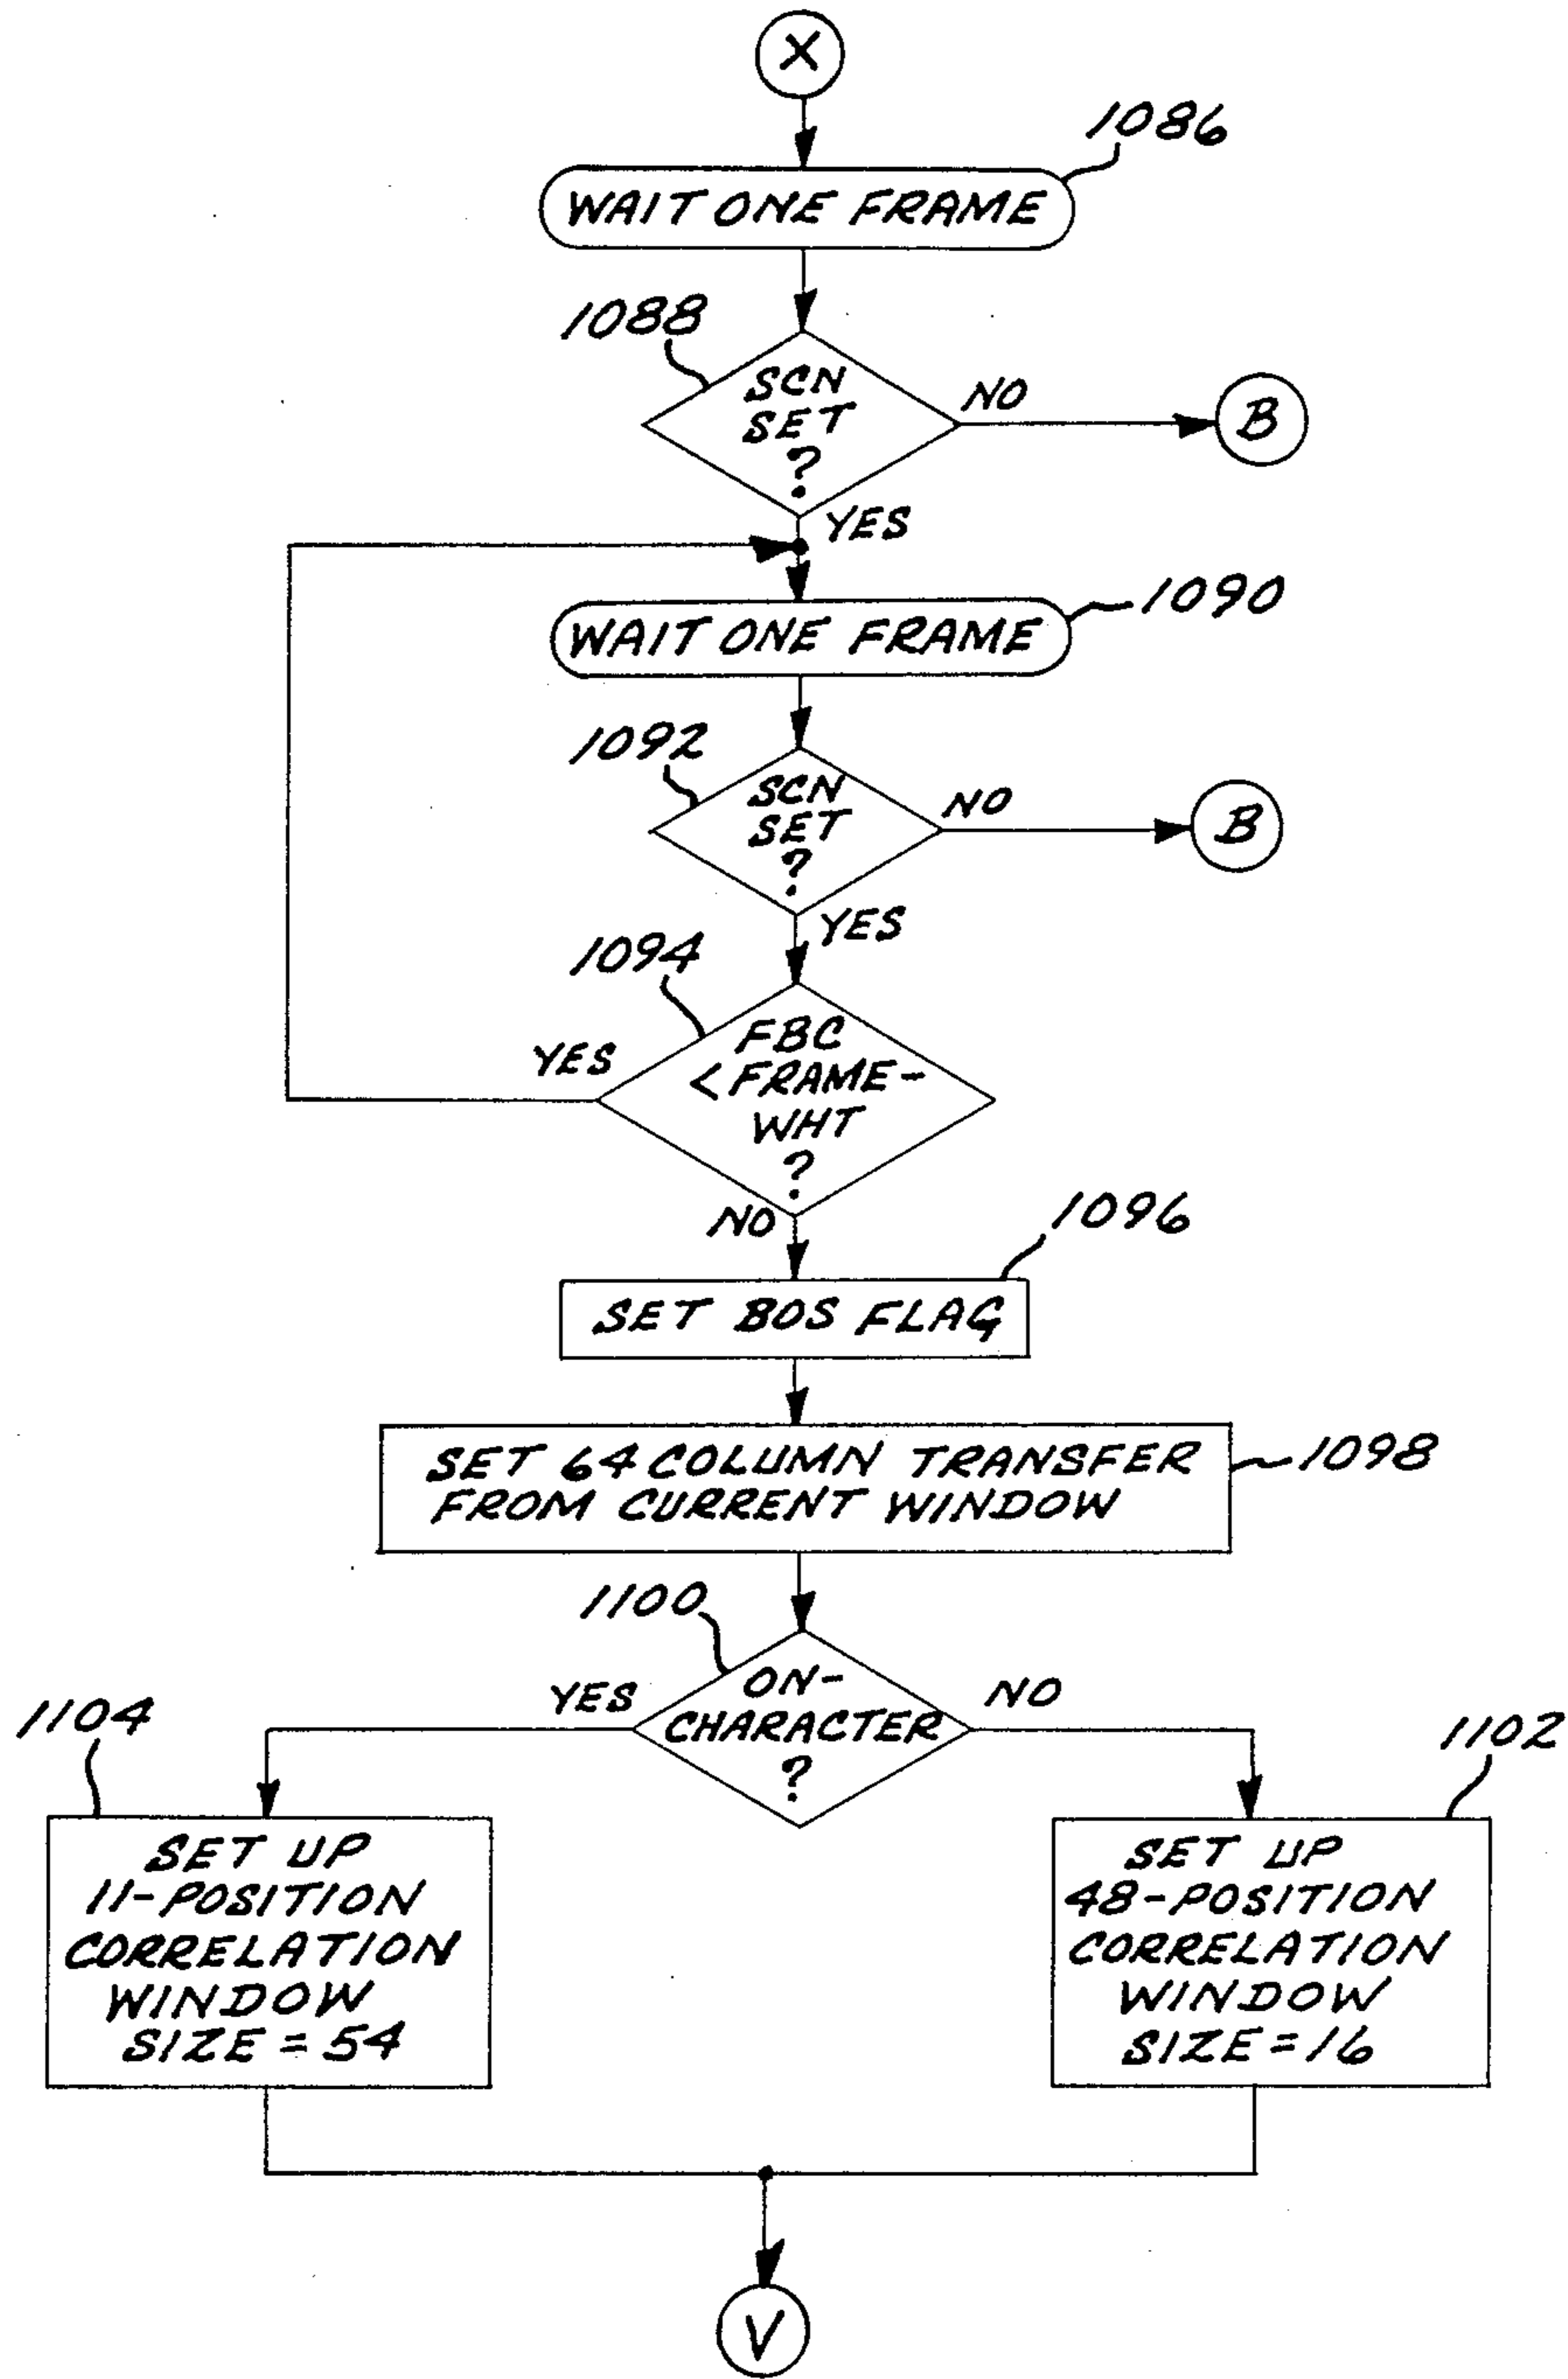 X
1086
WAIT ONE FRAME
1088
SCN
SET
?
NO
B
YES
1090
WAIT ONE FRAME
1092
SCN
SET
?
NO
B
YES
1094
FBC
< FRAME-
WHT
?
YES
NO
1096
SET BOS FLAG
SET 64 COLUMN TRANSFER
FROM CURRENT WINDOW
1098
1100
ON-
CHARACTER
?
YES
NO
1104
SET UP
11-POSITION
CORRELATION
WINDOW
SIZE = 54
1102
SET UP
48-POSITION
CORRELATION
WINDOW
SIZE = 16
V